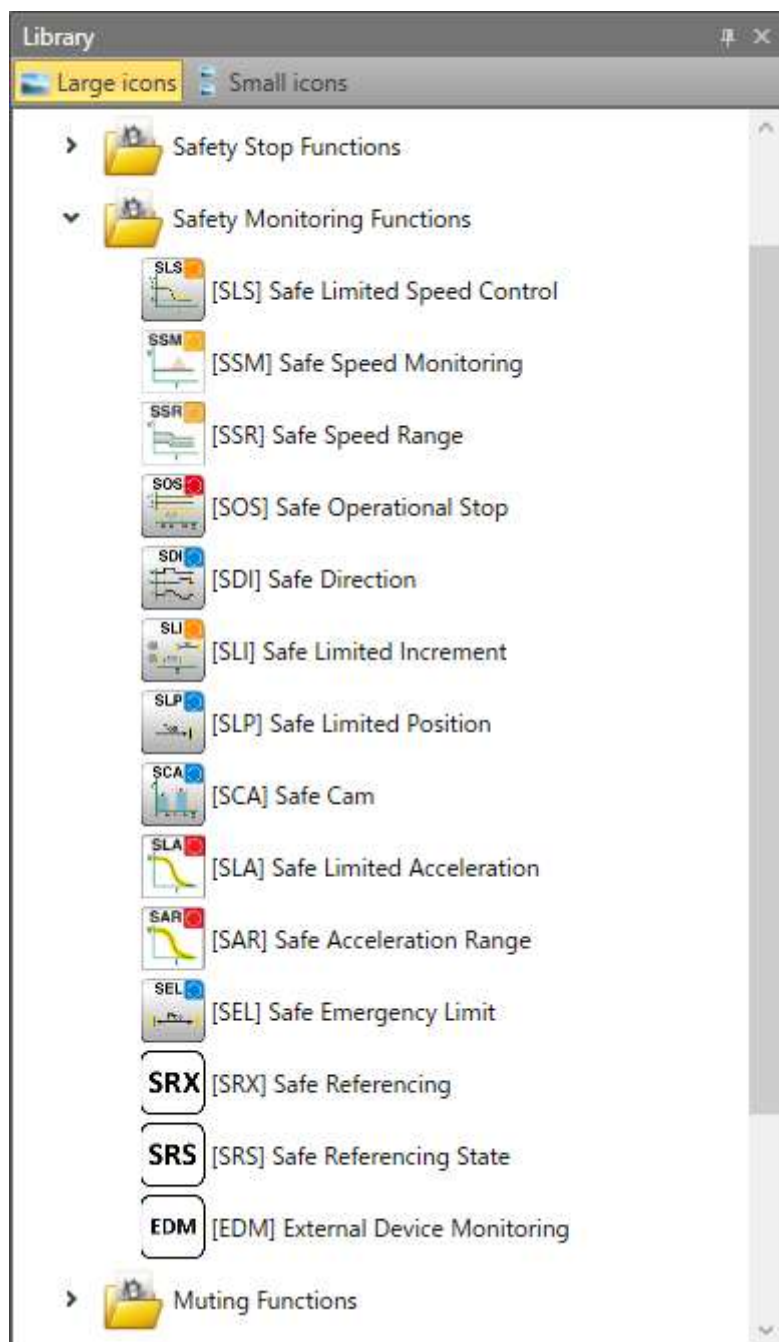 Library
Large icons Small icons
Safety Stop Functions
Safety Monitoring Functions
SLS [SLS] Safe Limited Speed Control
SSM [SSM] Safe Speed Monitoring
SSR [SSR] Safe Speed Range
SOS [SOS] Safe Operational Stop
SDI [SDI] Safe Direction
SLI [SLI] Safe Limited Increment
SLP [SLP] Safe Limited Position
SCA [SCA] Safe Cam
SLA [SLA] Safe Limited Acceleration
SAR [SAR] Safe Acceleration Range
SEL [SEL] Safe Emergency Limit
SRX [SRX] Safe Referencing
SRS [SRS] Safe Referencing State
EDM [EDM] External Device Monitoring
Muting Functions